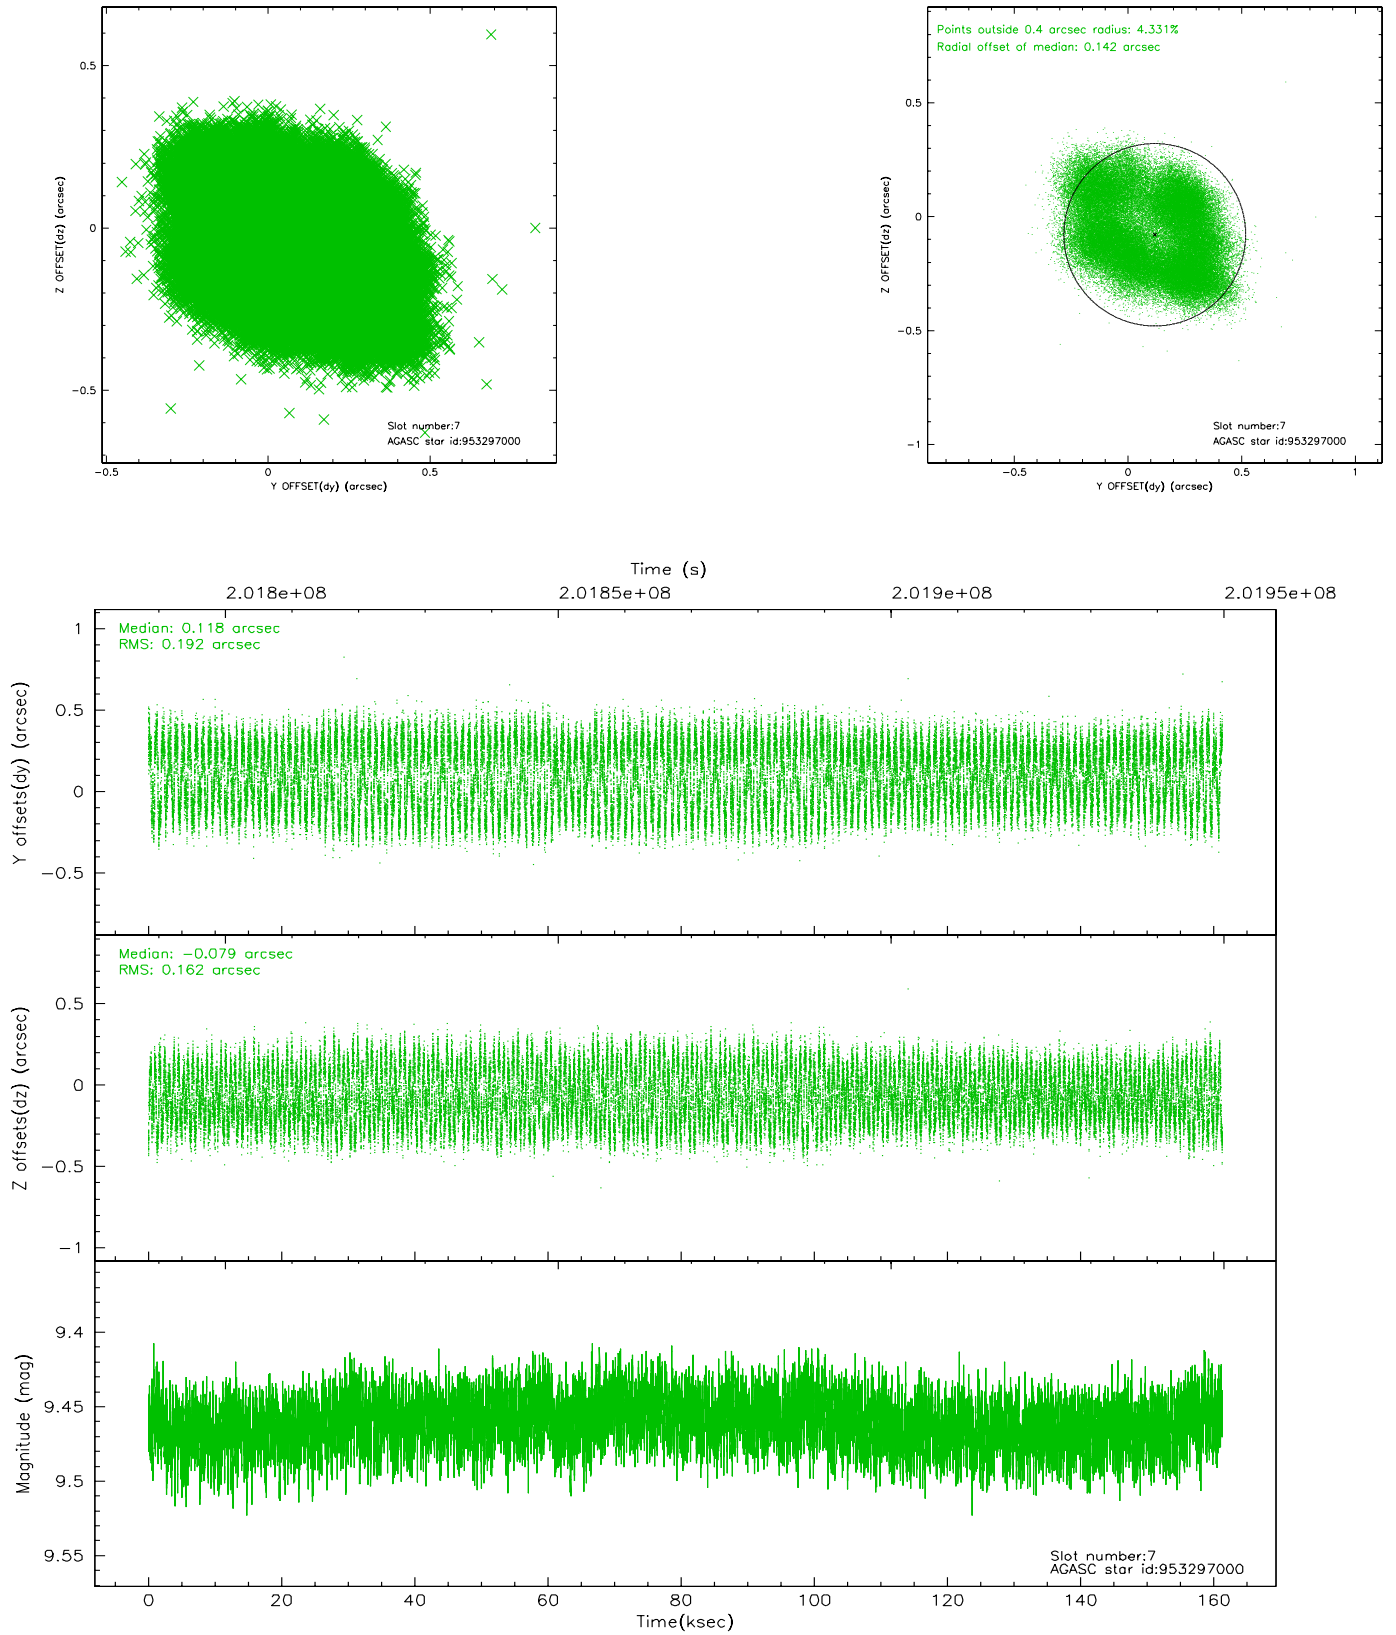 0.5
0
-0.5
Z OFFSET(dz) (arcsec)
Slot number:7
AGASC star id:953297000
-0.5
0
0.5
Y OFFSET(dy) (arcsec)
Points outside 0.4 arcsec radius: 4.331%
Radial offset of median: 0.142 arcsec
0.5
0
-0.5
-1
Z OFFSET(dz) (arcsec)
Slot number:7
AGASC star id:953297000
-0.5
0
0.5
1
Y OFFSET(dy) (arcsec)
Time (s)
2.018e+08
2.0185e+08
2.019e+08
2.0195e+08
Median: 0.118 arcsec
RMS: 0.192 arcsec
1
0.5
0
-0.5
Y offsets(dy) (arcsec)
Median: -0.079 arcsec
RMS: 0.162 arcsec
0.5
0
-0.5
-1
Z offsets(dz) (arcsec)
9.4
9.45
9.5
9.55
Magnitude (mag)
Slot number:7
AGASC star id:953297000
0
20
40
60
80
100
120
140
160
Time(ksec)